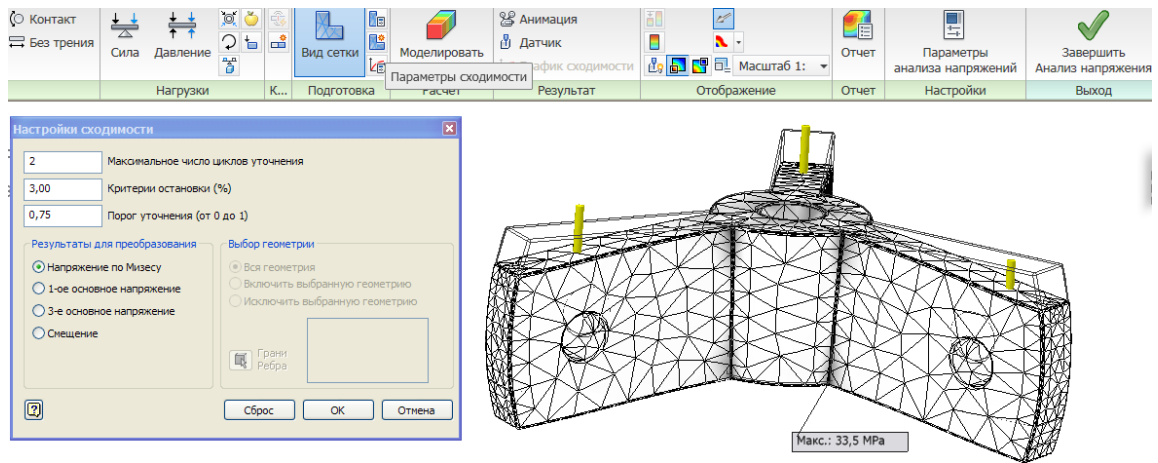 Контакт
Без трения
Сила
Давление
Вид сетки
Моделировать
Анимация
Датчик
График сходимости
Масштаб 1:
Отчет
Параметры
анализа напряжений
Завершить
Анализ напряжения
Параметры сходимости
Нагрузки
К...
Подготовка
Расчет
Результат
Отображение
Отчет
Настройки
Выход
Настройки сходимости
2 Максимальное число циклов уточнения
3,00 Критерии остановки (%)
0,75 Порог уточнения (от 0 до 1)
Результаты для преобразования
Напряжение по Мизесу
1-ое основное напряжение
3-е основное напряжение
Смещение
Выбор геометрии
Вся геометрия
Включить выбранную геометрию
Исключить выбранную геометрию
Грани
Ребра
Сброс
OK
Отмена
Макс.: 33,5 MPa